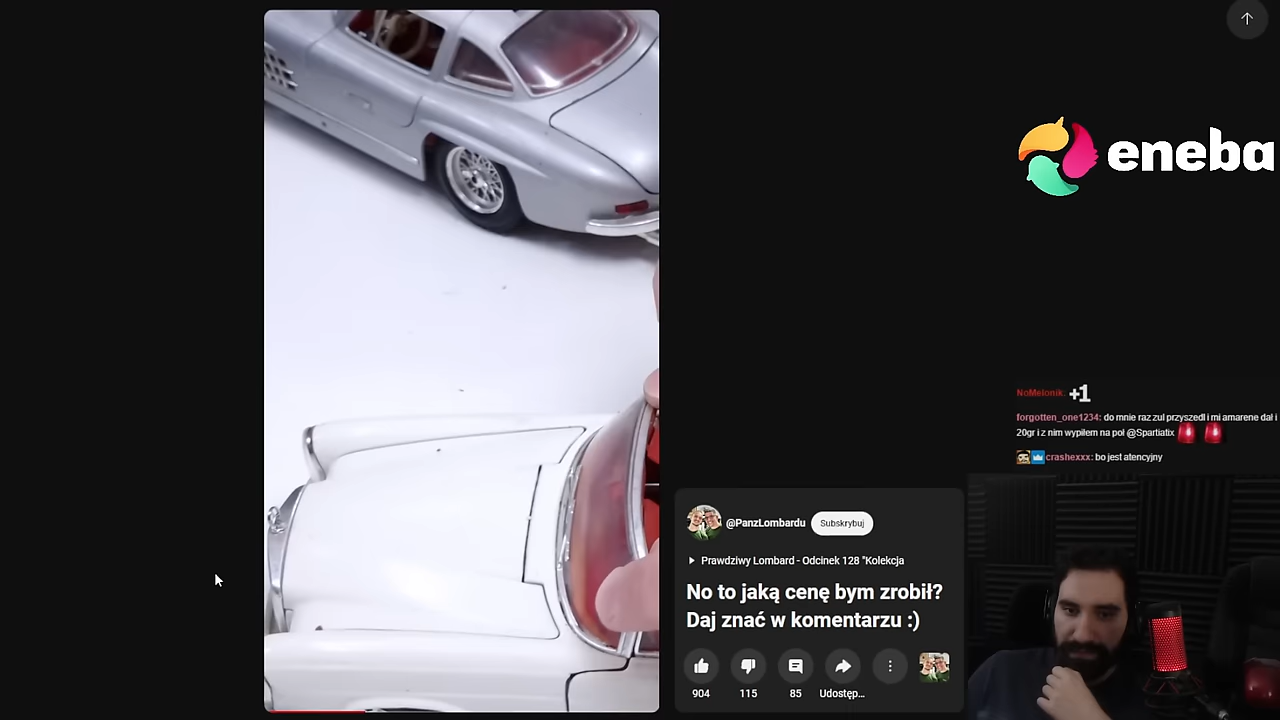 eneba
NoMelonik: +1
forgotten_one1234: do mnie raz zul przyszedl i mi amarene dal i
20gr i z nim wypiłem na pol @Spartiatix
crashexxx: bo jest atencyjny
@PanzLombardu
Subskrybuj
Prawdziwy Lombard - Odcinek 128 "Kolekcja
No to jaką cenę bym zrobił?
Daj znać w komentarzu :)
904 115 85 Udostęp...